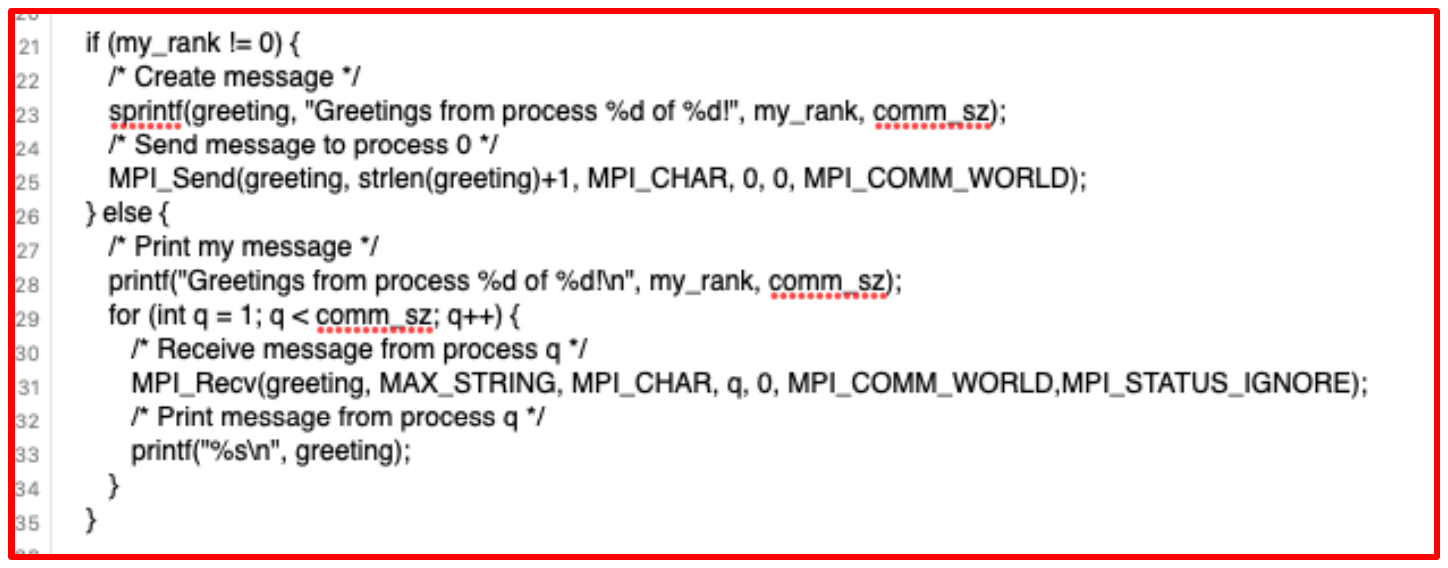 21 if (my_rank != 0) {
22 /* Create message */
23 sprintf(greeting, "Greetings from process %d of %d!", my_rank, comm_sz);
24 /* Send message to process 0 */
25 MPI_Send(greeting, strlen(greeting)+1, MPI_CHAR, 0, 0, MPI_COMM_WORLD);
26 } else {
27 /* Print my message */
28 printf("Greetings from process %d of %d!\n", my_rank, comm_sz);
29 for (int q = 1; q < comm_sz; q++) {
30 /* Receive message from process q */
31 MPI_Recv(greeting, MAX_STRING, MPI_CHAR, q, 0, MPI_COMM_WORLD,MPI_STATUS_IGNORE);
32 /* Print message from process q */
33 printf("%s\n", greeting);
34 }
35 }